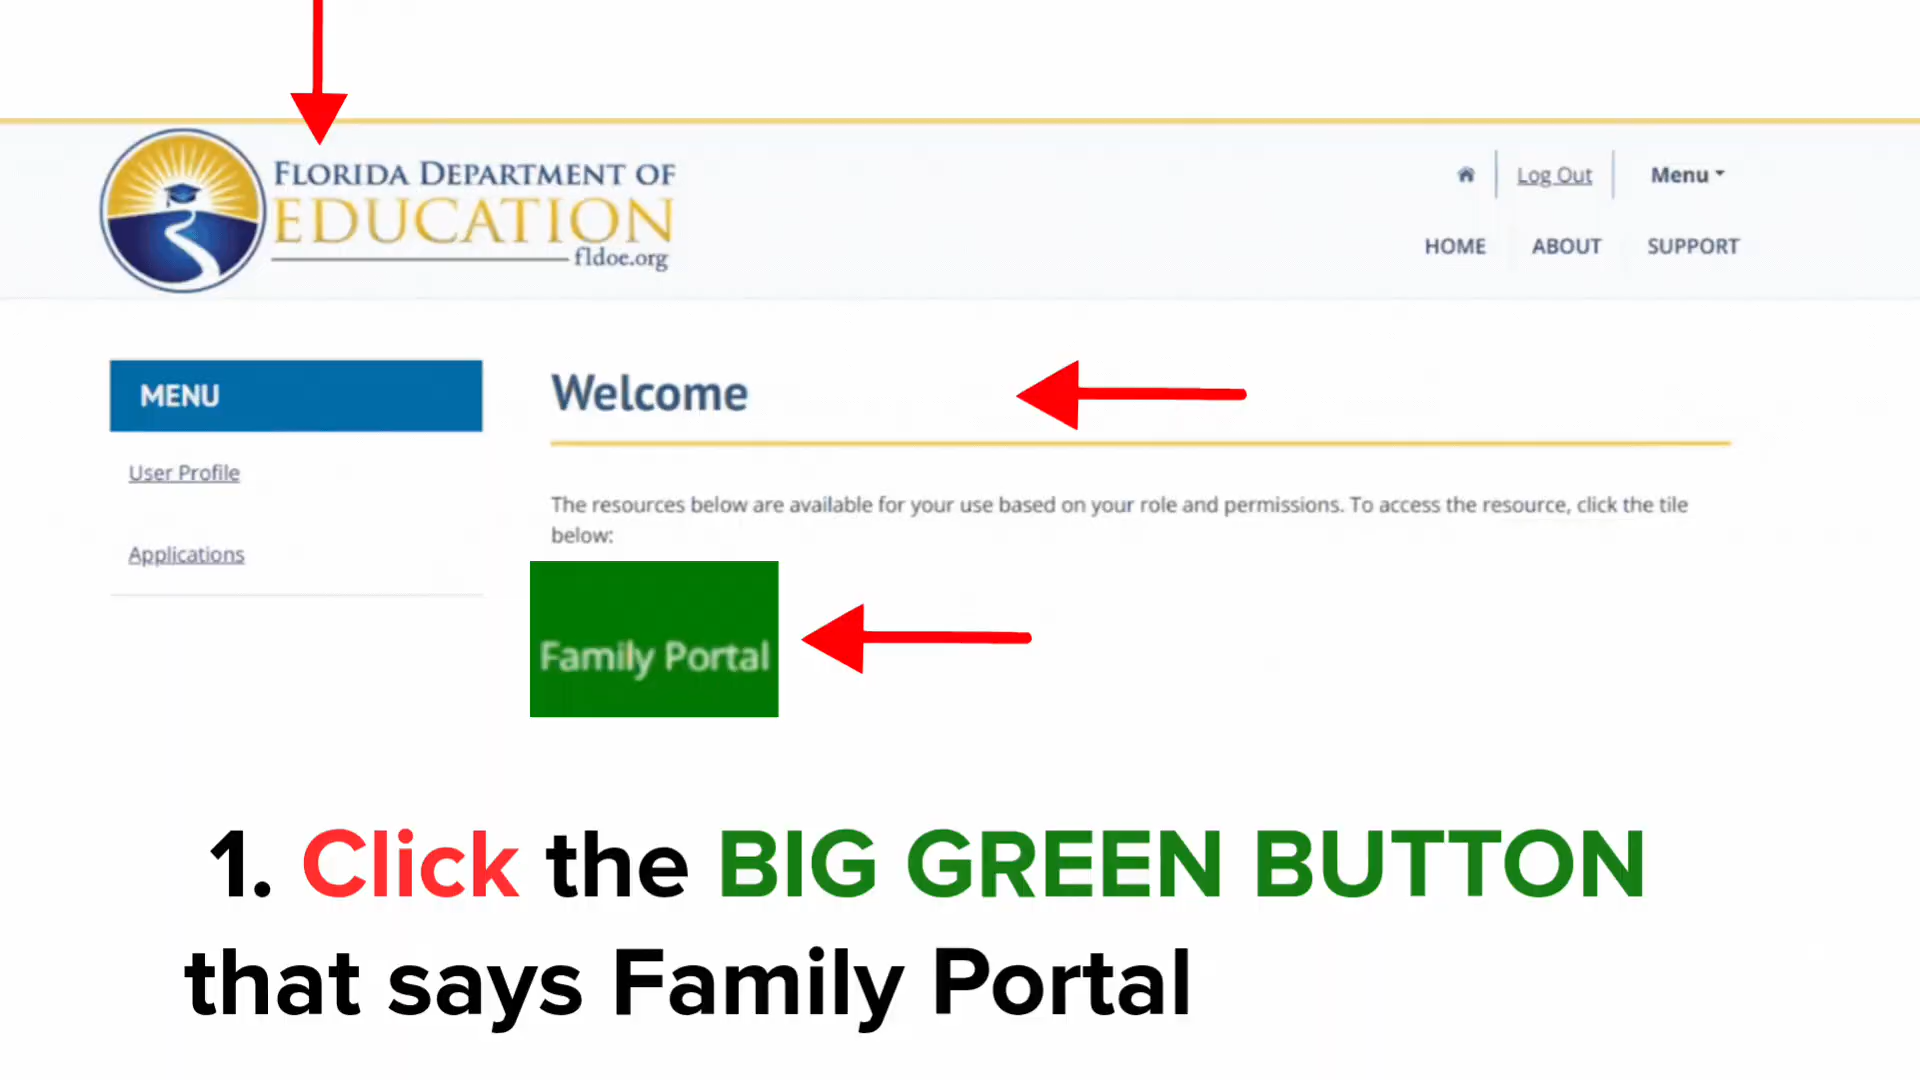 FLORIDA DEPARTMENT OF
EDUCATION
fldoe.org
Log Out
Menu
HOME ABOUT SUPPORT
MENU
User Profile
Applications
Welcome
The resources below are available for your use based on your role and permissions. To access the resource, click the tile
below:
Family Portal
1. Click the BIG GREEN BUTTON
that says Family Portal